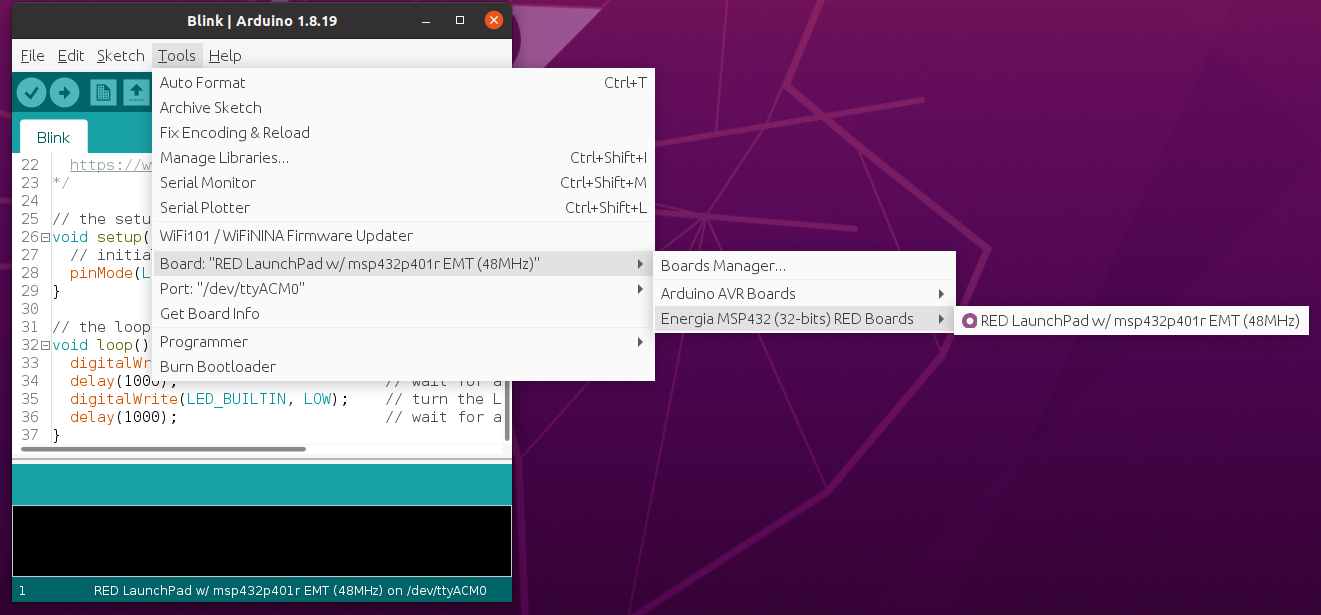 Blink | Arduino 1.8.19
File Edit Sketch Tools Help
Auto Format Ctrl+T
Archive Sketch
Fix Encoding & Reload
Manage Libraries... Ctrl+Shift+I
Serial Monitor Ctrl+Shift+M
Serial Plotter Ctrl+Shift+L
WiFi101 / WiFiNINA Firmware Updater
Board: "RED LaunchPad w/ msp432p401r EMT (48MHz)"
Port: "/dev/ttyACM0"
Get Board Info
Programmer
Burn Bootloader
Boards Manager...
Arduino AVR Boards
Energia MSP432 (32-bits) RED Boards
RED LaunchPad w/ msp432p401r EMT (48MHz)
Blink
22 https://w
23 */
24
25 // the setu
26 void setup(
27 // initia
28 pinMode(L
29 }
30
31 // the loop
32 void loop()
33 digitalWr
34 delay(1000); // wait for a
35 digitalWrite(LED_BUILTIN, LOW); // turn the L
36 delay(1000); // wait for a
37 }
1 RED LaunchPad w/ msp432p401r EMT (48MHz) on /dev/ttyACM0